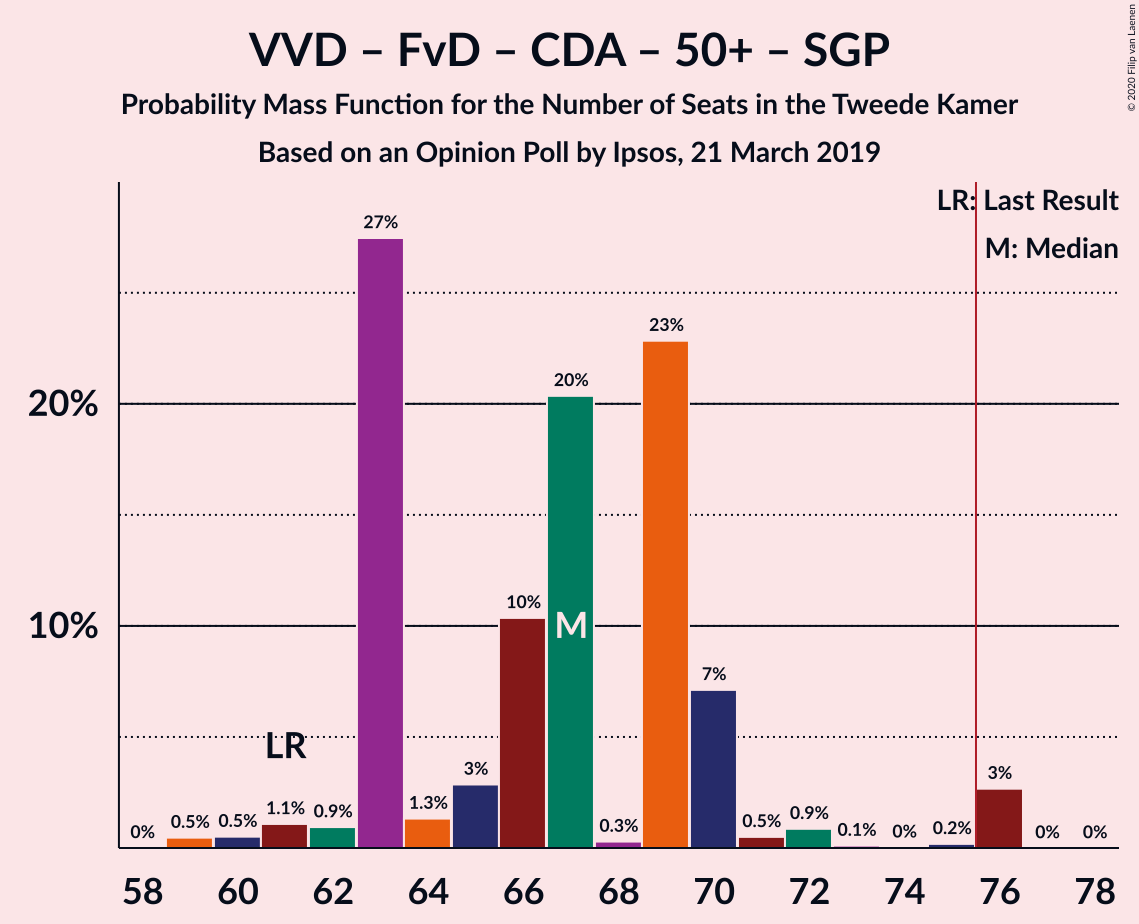 VVD – FvD – CDA – 50+ – SGP
Probability Mass Function for the Number of Seats in the Tweede Kamer
Based on an Opinion Poll by Ipsos, 21 March 2019
© 2020 Filip van Laenen
LR: Last Result
M: Median
27%
23%
20%
20%
10%
10%
M
7%
LR
3%
3%
1.3%
1.1%
0.9%
0.9%
0.5%
0.5%
0.5%
0.3%
0.2%
0.1%
0%
0%
0%
0%
58 60 62 64 66 68 70 72 74 76 78